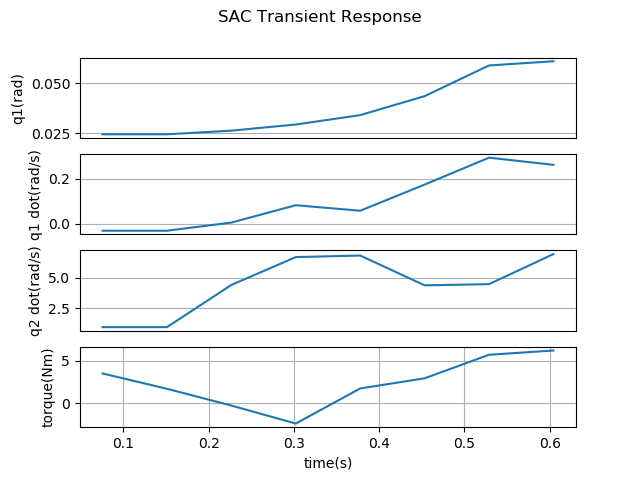 SAC Transient Response
q1(rad)
0.050
0.025
q1 dot(rad/s)
0.2
0.0
q2 dot(rad/s)
5.0
2.5
torque(Nm)
5
0
0.1 0.2 0.3 0.4 0.5 0.6
time(s)